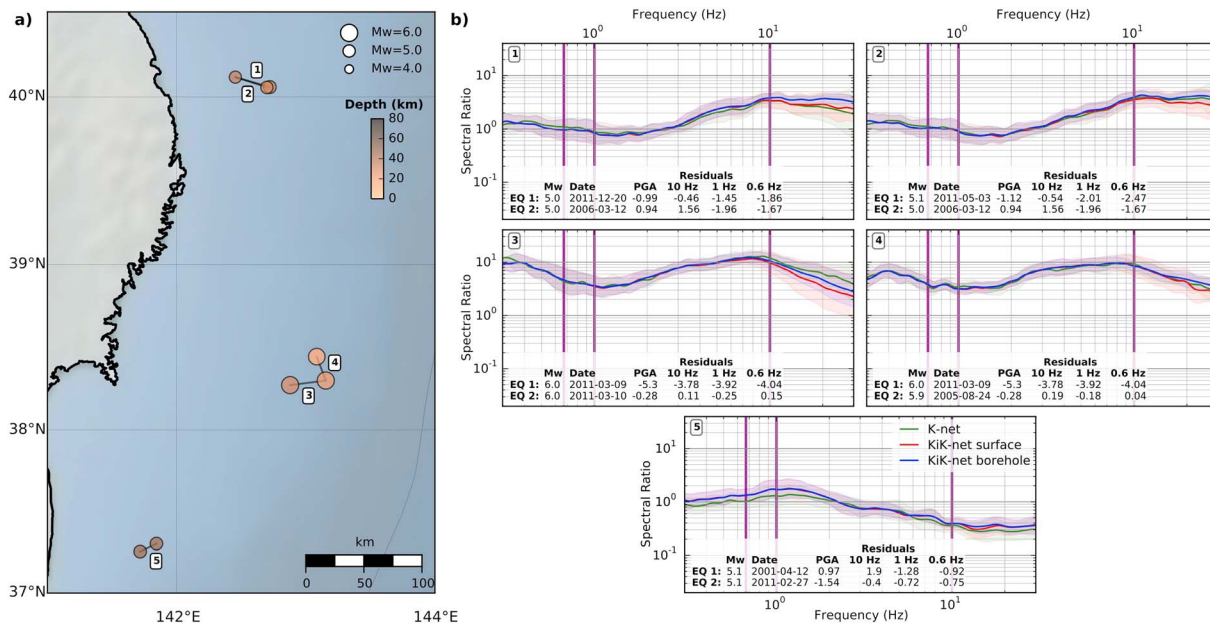 a)
Mw=6.0
Mw=5.0
Mw=4.0
Depth (km)
80
60
40
20
0
1
2
3
4
5
40°N
39°N
38°N
37°N
142°E
144°E
km
0 50 100
b)
Frequency (Hz)
10^0 10^1
10^0 10^1
1
Spectral Ratio
10^1
10^0
10^-1
Residuals
Mw Date PGA 10 Hz 1 Hz 0.6 Hz
EQ 1: 5.0 2011-12-20 -0.99 -0.46 -1.45 -1.86
EQ 2: 5.0 2006-03-12 0.94 1.56 -1.96 -1.67
2
Residuals
Mw Date PGA 10 Hz 1 Hz 0.6 Hz
EQ 1: 5.1 2011-05-03 -1.12 -0.54 -2.01 -2.47
EQ 2: 5.0 2006-03-12 0.94 1.56 -1.96 -1.67
3
Spectral Ratio
10^1
10^0
10^-1
Residuals
Mw Date PGA 10 Hz 1 Hz 0.6 Hz
EQ 1: 6.0 2011-03-09 -5.3 -3.78 -3.92 -4.04
EQ 2: 6.0 2011-03-10 -0.28 0.11 -0.25 0.15
4
Residuals
Mw Date PGA 10 Hz 1 Hz 0.6 Hz
EQ 1: 6.0 2011-03-09 -5.3 -3.78 -3.92 -4.04
EQ 2: 5.9 2005-08-24 -0.28 0.19 -0.18 0.04
5
K-net
KiK-net surface
KiK-net borehole
Spectral Ratio
10^1
10^0
10^-1
Residuals
Mw Date PGA 10 Hz 1 Hz 0.6 Hz
EQ 1: 5.1 2001-04-12 0.97 1.9 -1.28 -0.92
EQ 2: 5.1 2011-02-27 -1.54 -0.4 -0.72 -0.75
10^0 10^1
Frequency (Hz)